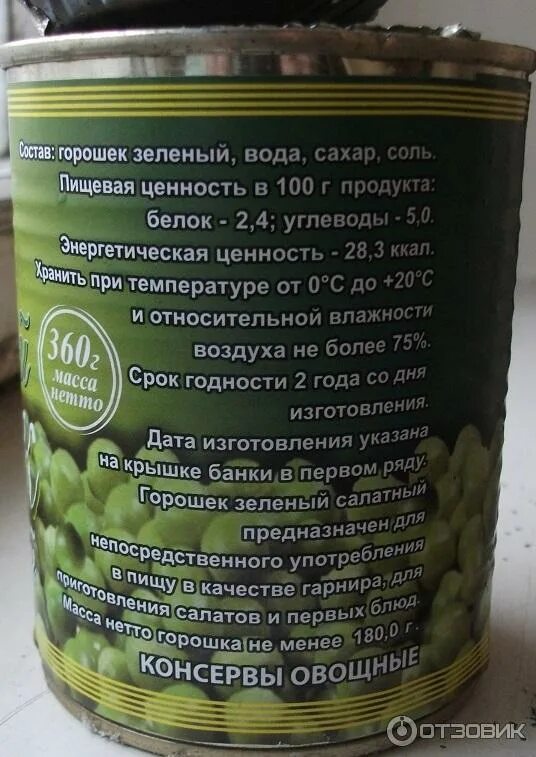 Состав: горошек зеленый, вода, сахар, соль.
Пищевая ценность в 100 г продукта:
белок - 2,4; углеводы - 5,0.
Энергетическая ценность - 28,3 ккал.
Хранить при температуре от 0°С до +20°С
и относительной влажности
воздуха не более 75%.
Срок годности 2 года со дня
изготовления.
Дата изготовления указана
на крышке банки в первом ряду.
Горошек зеленый салатный
предназначен для
непосредственного употребления
в пищу в качестве гарнира, для
приготовления салатов и первых блюд.
Масса нетто горошка не менее 180,0 г.
КОНСЕРВЫ ОВОЩНЫЕ
360г
масса
нетто
ОТЗОВИК